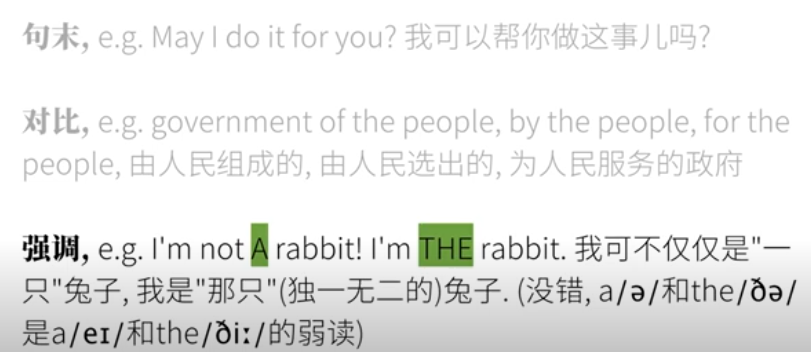 句末, e.g. May I do it for you? 我可以帮你做这事儿吗?
对比, e.g. government of the people, by the people, for the
people, 由人民组成的, 由人民选出的, 为人民服务的政府
强调, e.g. I'm not A rabbit! I'm THE rabbit. 我可不仅仅是"一
只"兔子, 我是"那只"(独一无二的)兔子. (没错, a/ə/和the/ðə/
是a/eɪ/和the/ðiː/的弱读)